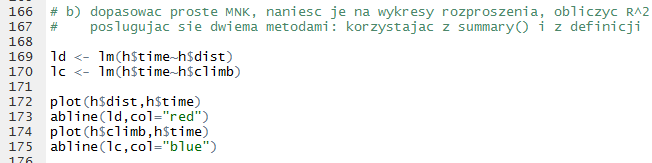 166 # b) dopasowac proste MNK, naniesc je na wykresy rozproszenia, obliczyc R^2
167 #    poslugujac sie dwiema metodami: korzystajac z summary() i z definicji
168
169 ld <- lm(h$time~h$dist)
170 lc <- lm(h$time~h$climb)
171
172 plot(h$dist,h$time)
173 abline(ld,col="red")
174 plot(h$climb,h$time)
175 abline(lc,col="blue")
176